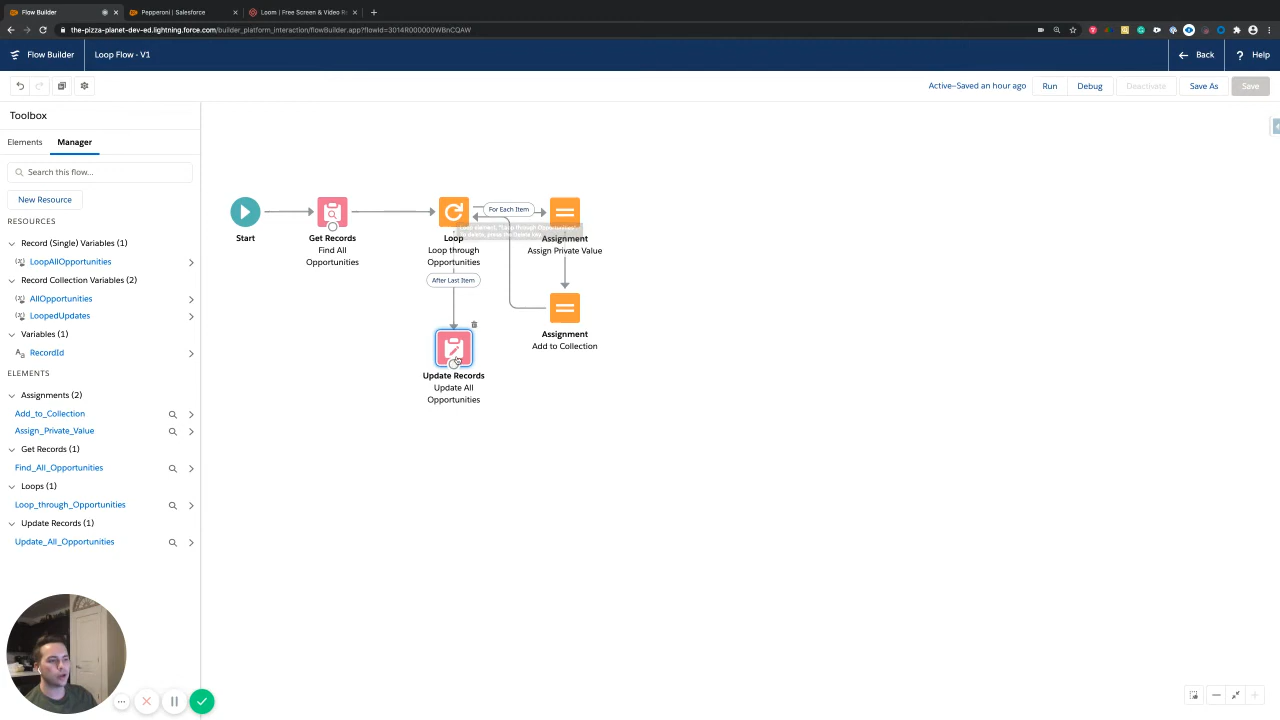 Flow Builder
Pepperoni | Salesforce
Loom | Free Screen & Video R
the-pizza-planet-dev-ed.lightning.force.com/builder_platform_interaction/flowBuilder.app?flowId=3014R000000WBnCQAW
Flow Builder
Loop Flow - V1
Back
? Help
Active–Saved an hour ago
Run
Debug
Deactivate
Save As
Save
Toolbox
Elements
Manager
Search this flow...
New Resource
RESOURCES
Record (Single) Variables (1)
LoopAllOpportunities
Record Collection Variables (2)
AllOpportunities
LoopedUpdates
Variables (1)
RecordId
ELEMENTS
Assignments (2)
Add_to_Collection
Assign_Private_Value
Get Records (1)
Find_All_Opportunities
Loops (1)
Loop_through_Opportunities
Update Records (1)
Update_All_Opportunities
Start
Get Records
Find All
Opportunities
Loop
Loop through
Opportunities
For Each Item
Assignment
Assign Private Value
After Last Item
Assignment
Add to Collection
Update Records
Update All
Opportunities